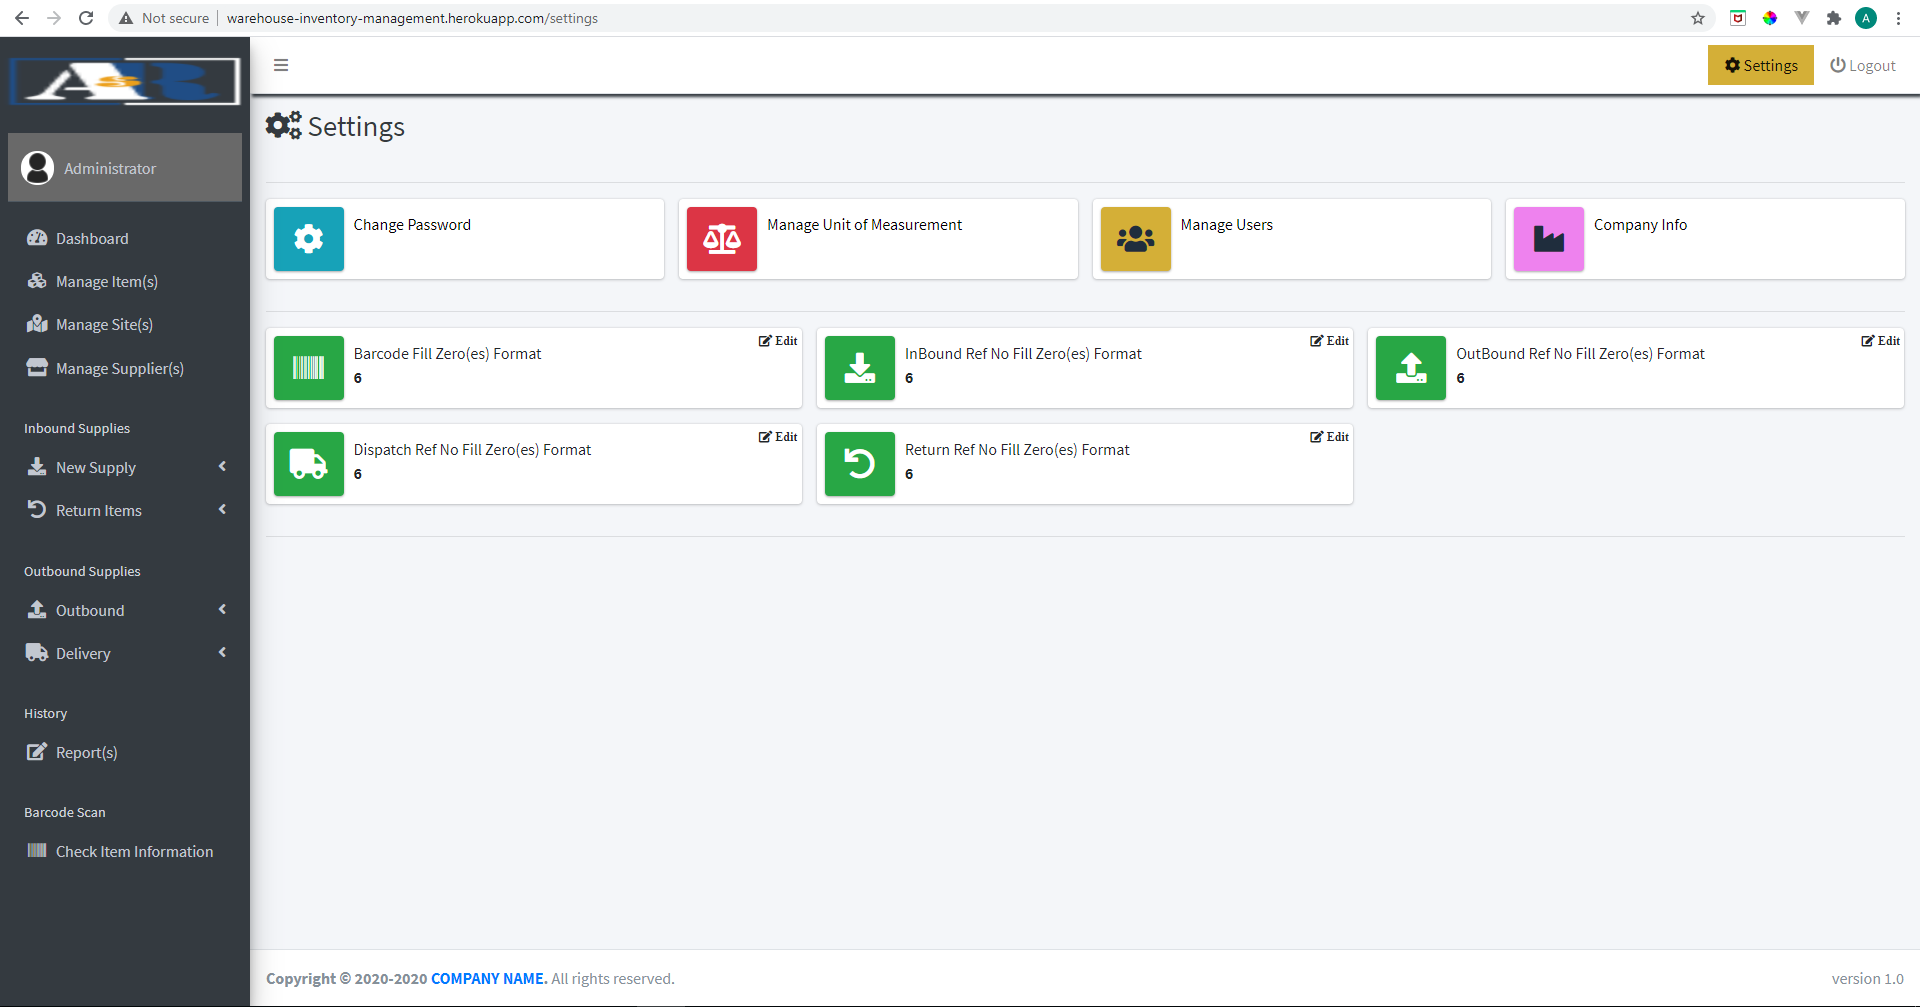 Not secure | warehouse-inventory-management.herokuapp.com/settings
A
ASR
Settings
Logout
Settings
Administrator
Dashboard
Manage Item(s)
Manage Site(s)
Manage Supplier(s)
Inbound Supplies
New Supply
Return Items
Outbound Supplies
Outbound
Delivery
History
Report(s)
Barcode Scan
Check Item Information
Change Password
Manage Unit of Measurement
Manage Users
Company Info
Barcode Fill Zero(es) Format
6
Edit
InBound Ref No Fill Zero(es) Format
6
Edit
OutBound Ref No Fill Zero(es) Format
6
Edit
Dispatch Ref No Fill Zero(es) Format
6
Edit
Return Ref No Fill Zero(es) Format
6
Edit
Copyright © 2020-2020 COMPANY NAME. All rights reserved.
version 1.0